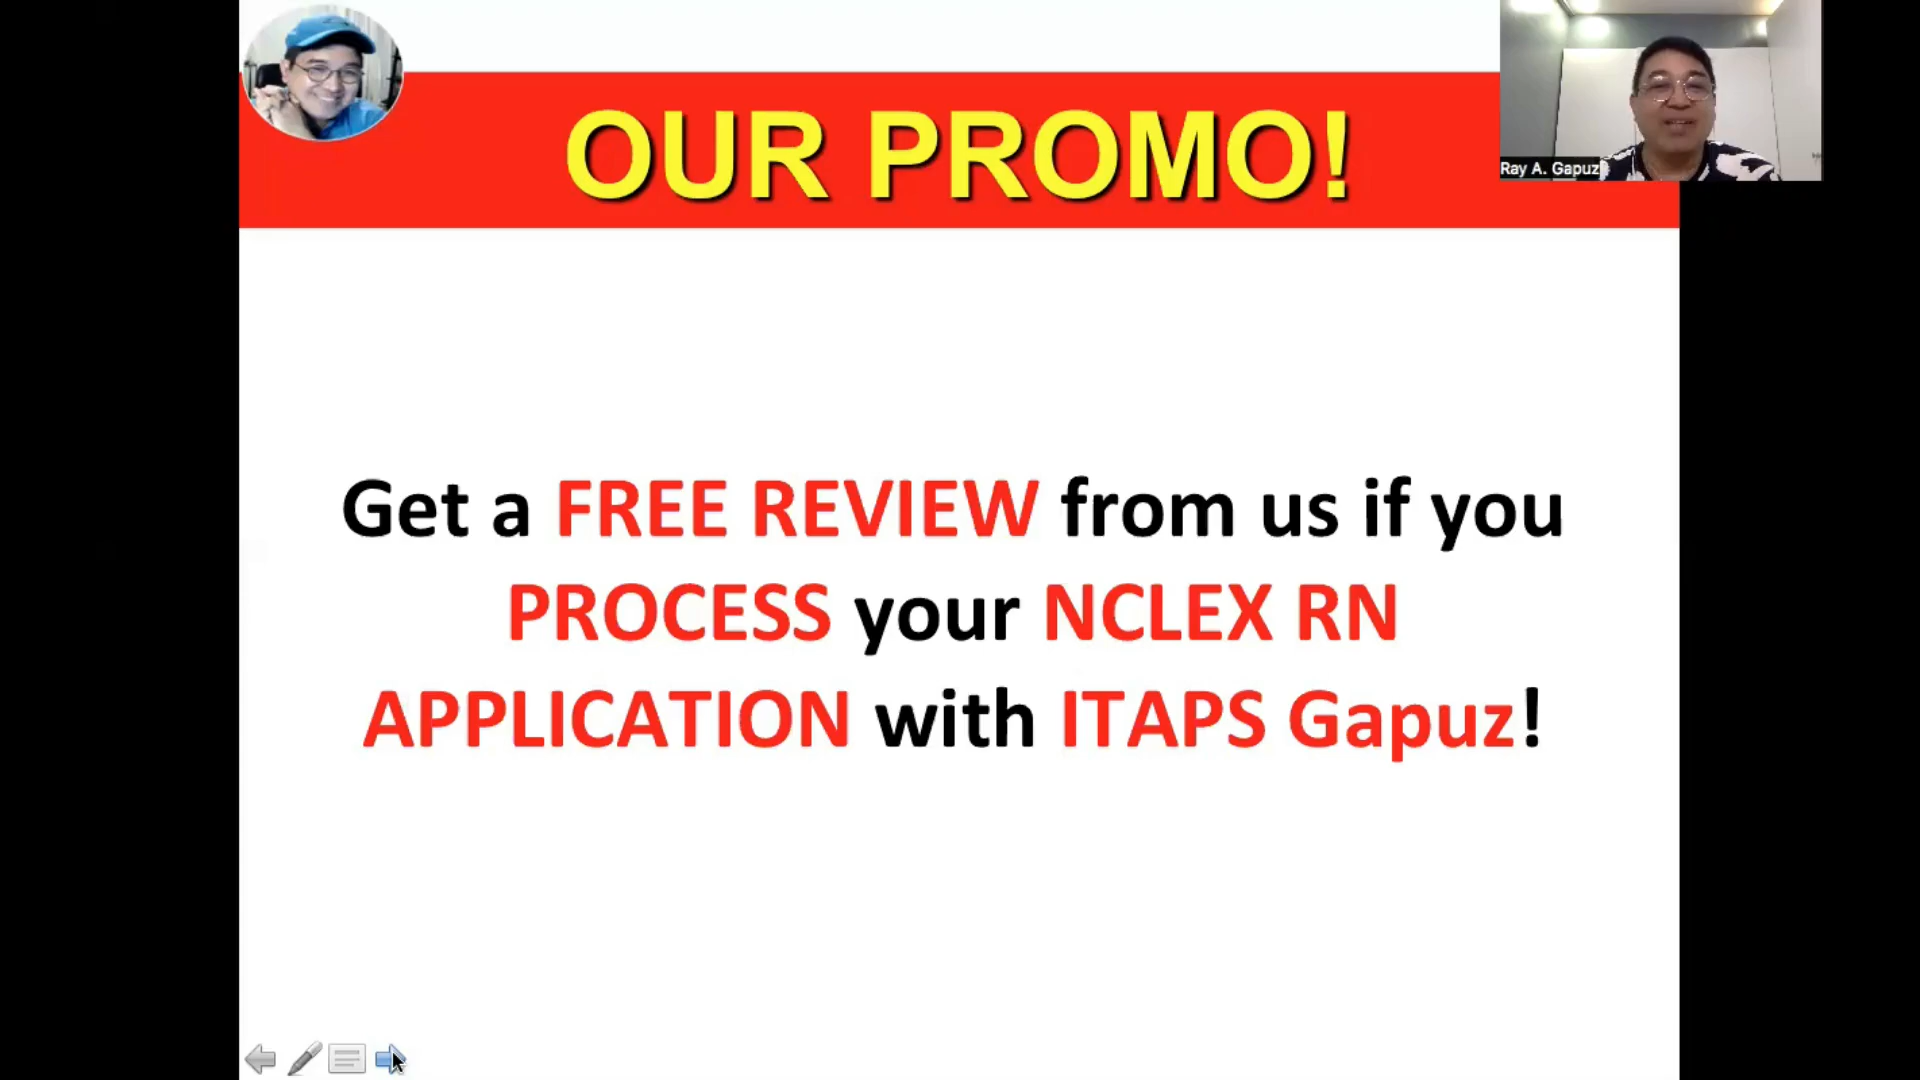 OUR PROMO!
Ray A. Gapuz
Get a FREE REVIEW from us if you
PROCESS your NCLEX RN
APPLICATION with ITAPS Gapuz!